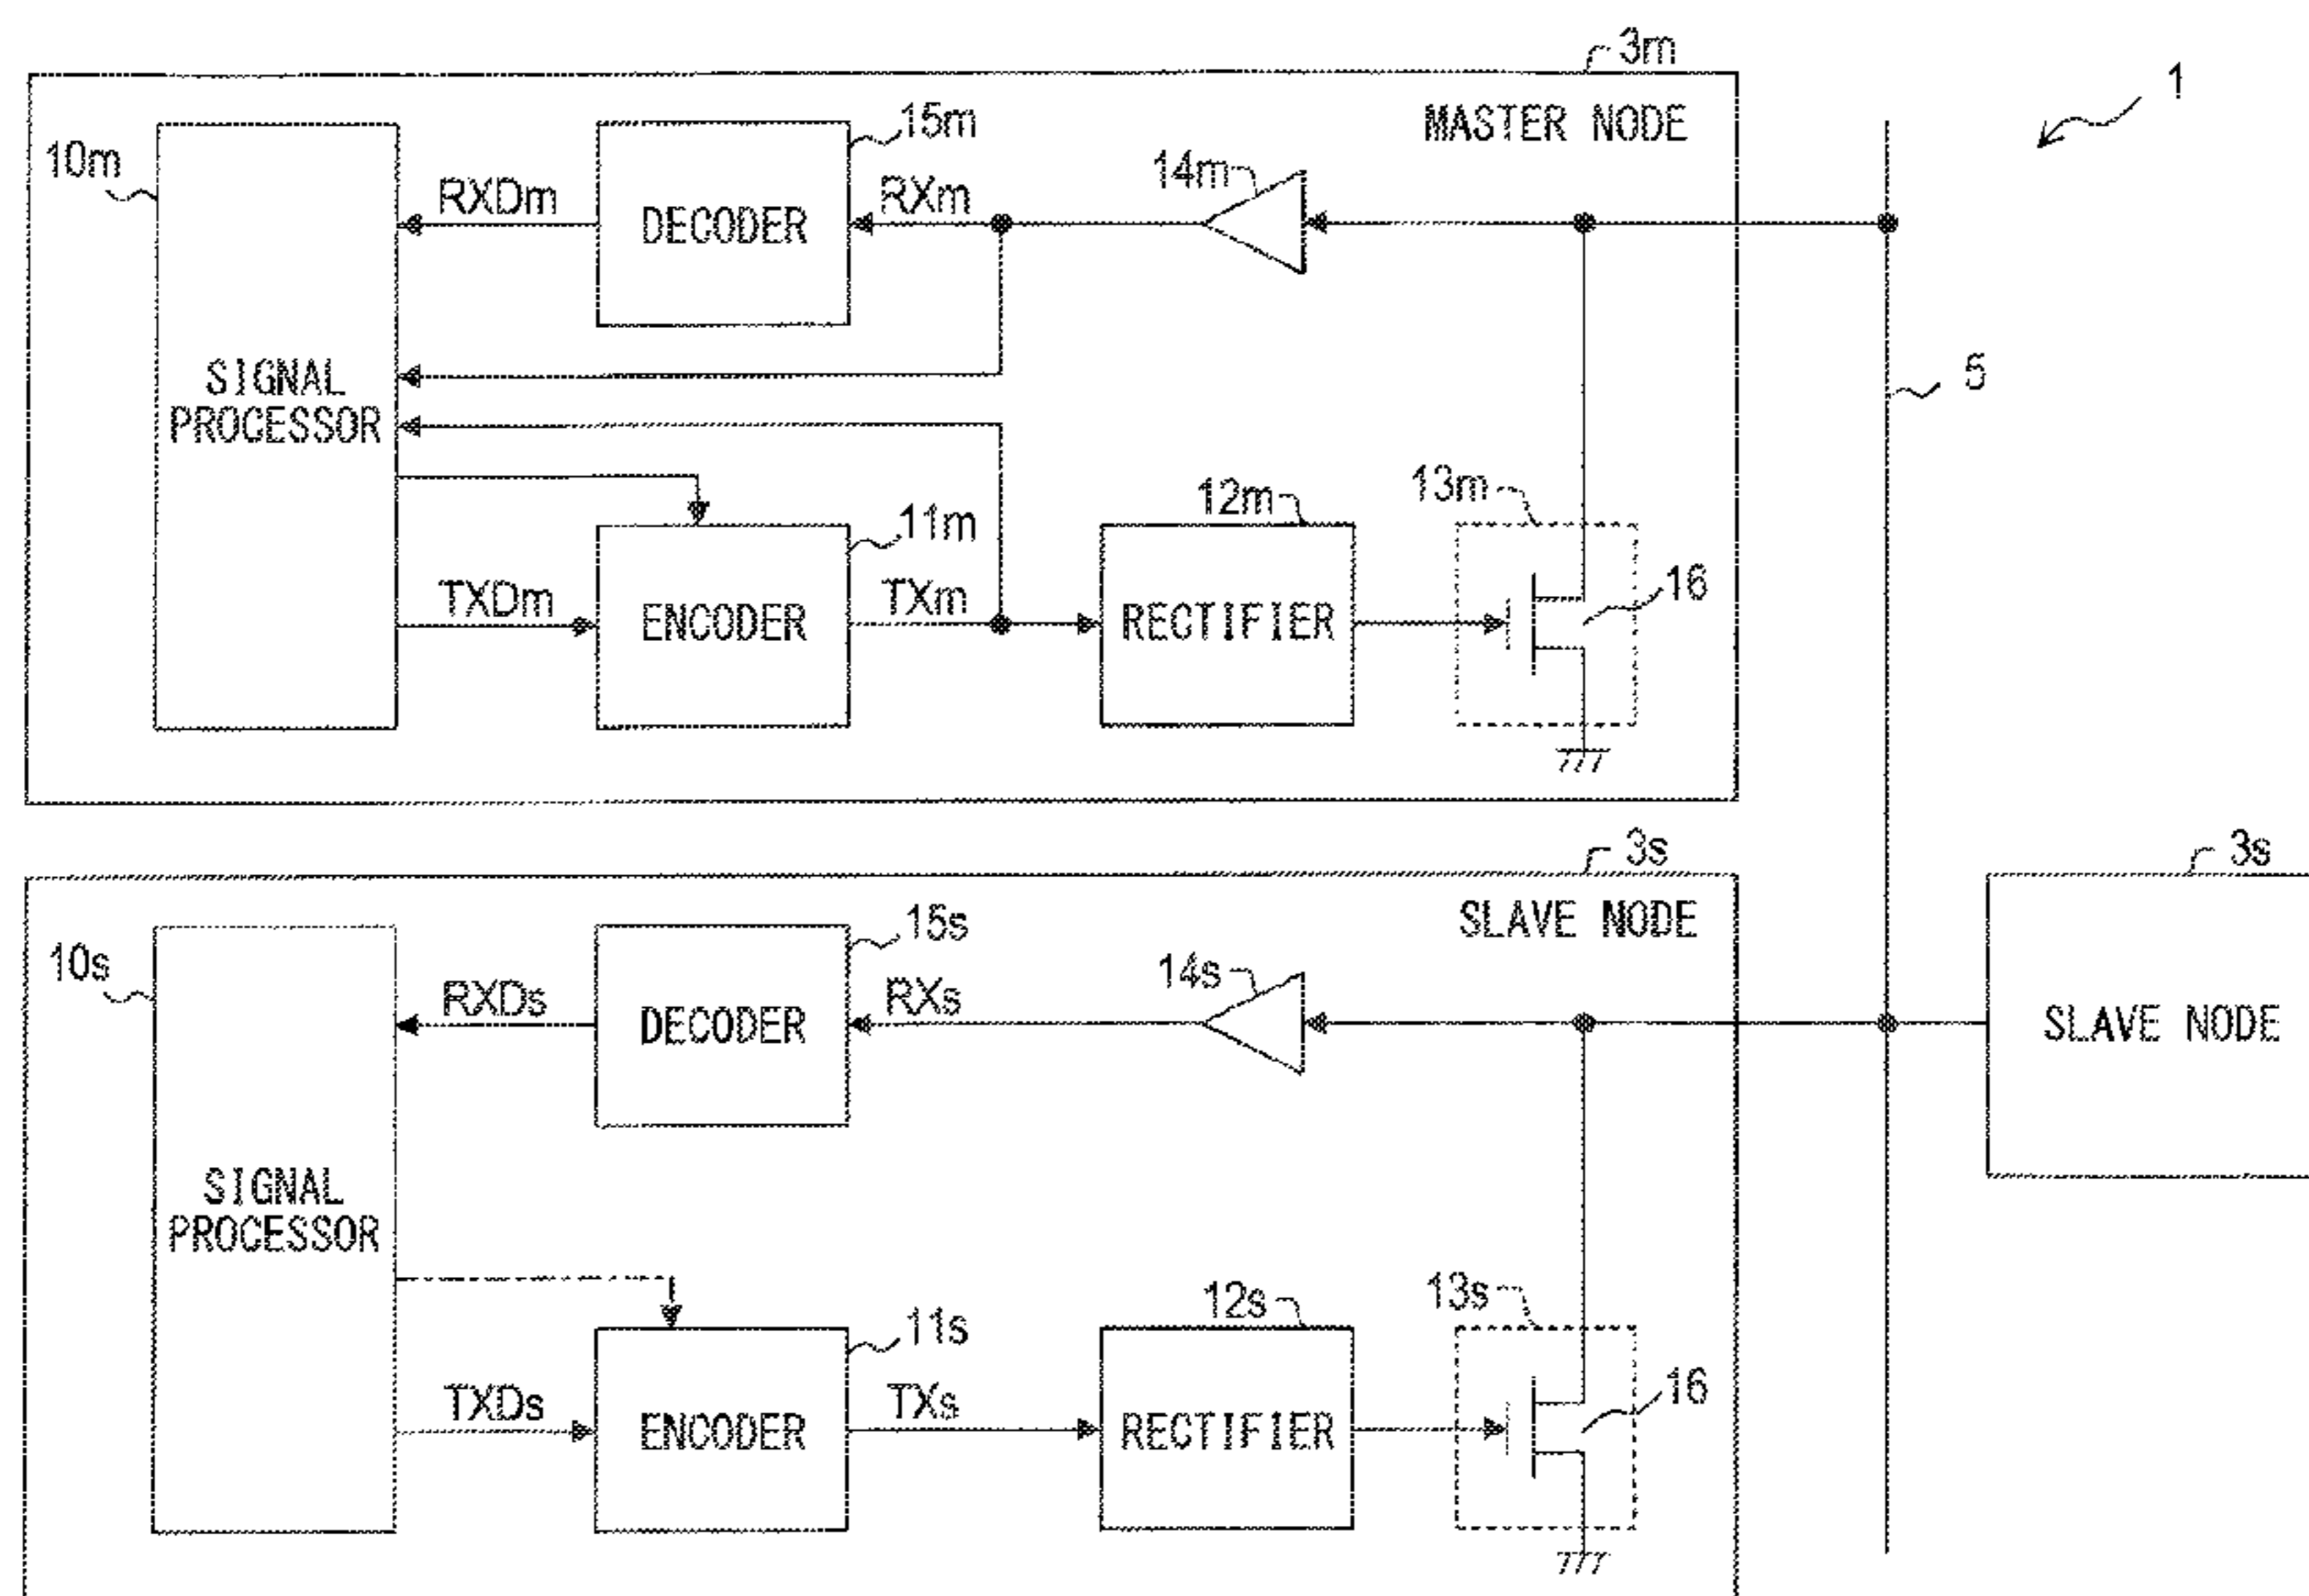 3m
1
MASTER NODE
10m
15m
14m
RXDm
RXm
DECODER
SIGNAL
PROCESSOR
5
11m
12m
13m
TXDm
TXm
16
ENCODER
RECTIFIER
3s
3s
SLAVE NODE
10s
15s
14s
RXDs
RXs
DECODER
SLAVE NODE
SIGNAL
PROCESSOR
11s
12s
13s
TXDs
TXs
16
ENCODER
RECTIFIER